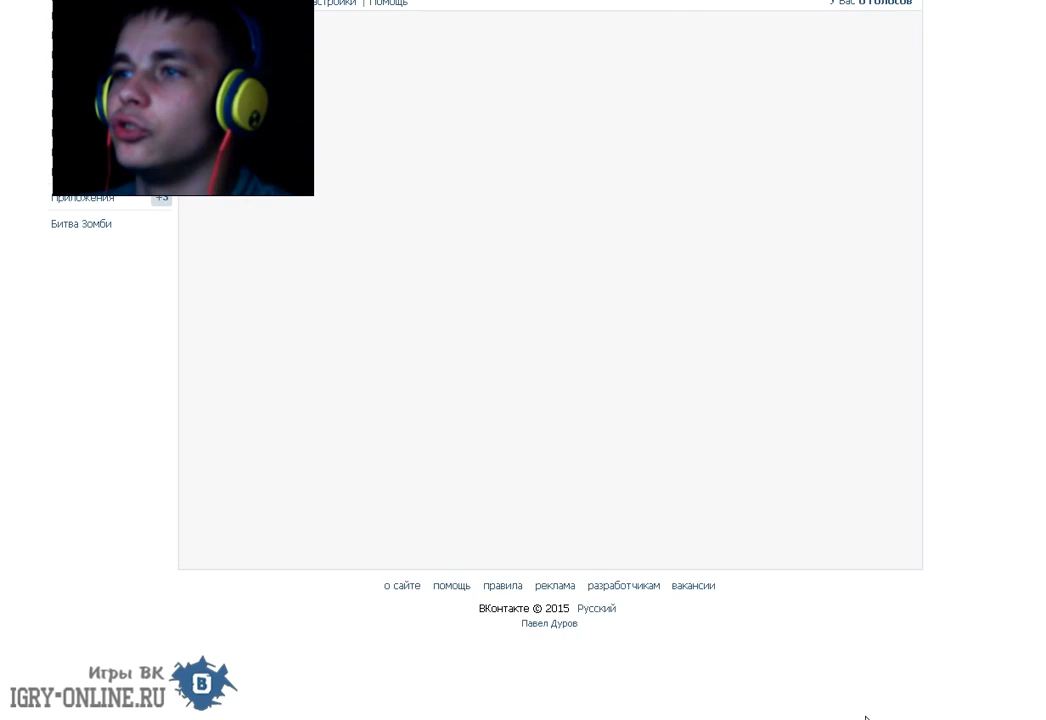 астройки | Помощь
У Вас 0 голосов
Приложения +3
Битва Зомби
о сайте помощь правила реклама разработчикам вакансии
ВКонтакте © 2015 Русский
Павел Дуров
Игры ВК
IGRY-ONLINE.RU
В